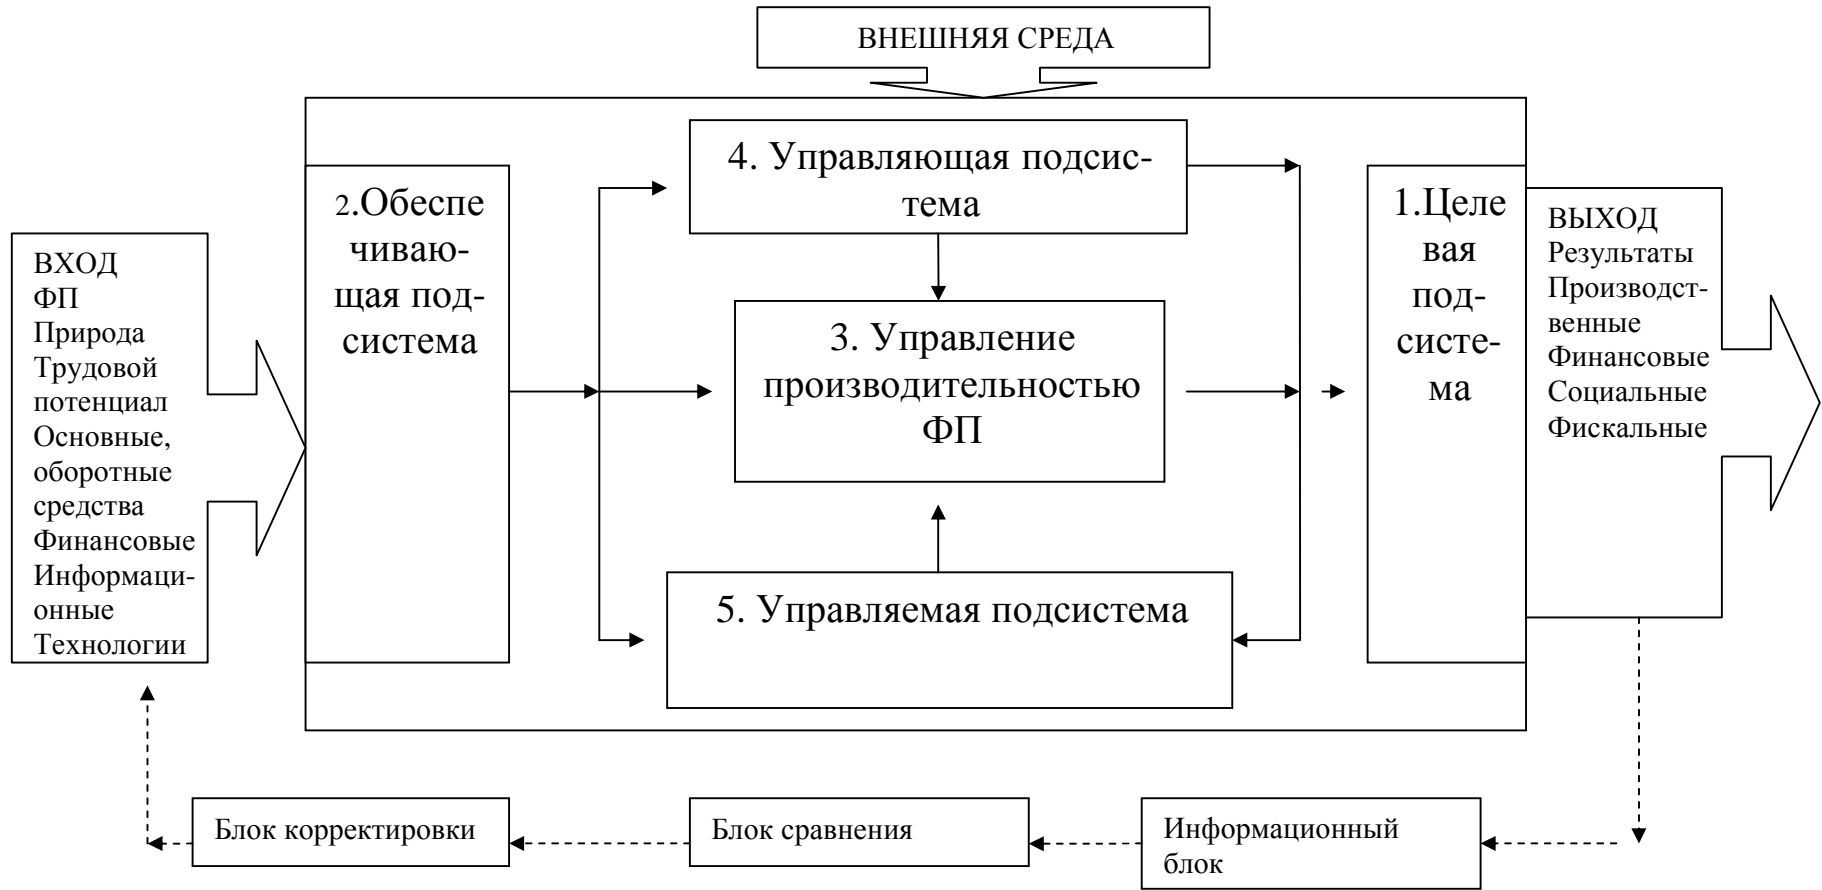 ВНЕШНЯЯ СРЕДА
4. Управляющая подсис-
тема
2.Обеспе
чиваю-
щая под-
система
1.Целе
вая
под-
систе-
ма
ВХОД
ФП
Природа
Трудовой
потенциал
Основные,
оборотные
средства
Финансовые
Информаци-
онные
Технологии
3. Управление
производительностью
ФП
ВЫХОД
Результаты
Производст-
венные
Финансовые
Социальные
Фискальные
5. Управляемая подсистема
Блок корректировки
Блок сравнения
Информационный
блок